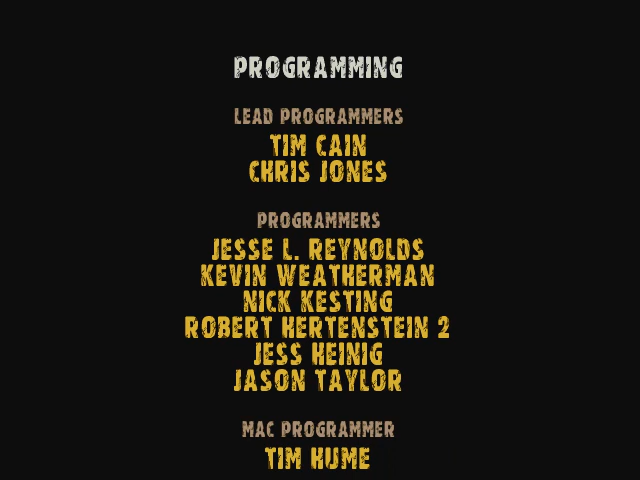 PROGRAMMING
LEAD PROGRAMMERS
TIM CAIN
CHRIS JONES
PROGRAMMERS
JESSE L. REYNOLDS
KEVIN WEATHERMAN
NICK KESTING
ROBERT HERTENSTEIN 2
JESS HEINIG
JASON TAYLOR
MAC PROGRAMMER
TIM HUME